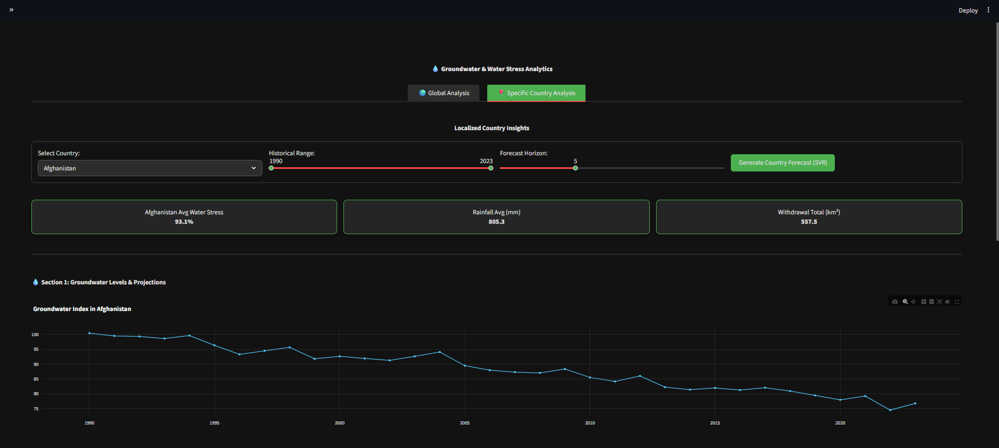 »
Deploy
💧 Groundwater & Water Stress Analytics
🌍 Global Analysis
📍 Specific Country Analysis
Localized Country Insights
Select Country:
Afghanistan
Historical Range:
1990 2023
Forecast Horizon:
5
Generate Country Forecast (SVR)
Afghanistan Avg Water Stress
93.1%
Rainfall Avg (mm)
805.3
Withdrawal Total (km³)
557.5
💧 Section 1: Groundwater Levels & Projections
Groundwater Index in Afghanistan
100
95
90
85
80
75
1990 1995 2000 2005 2010 2015 2020